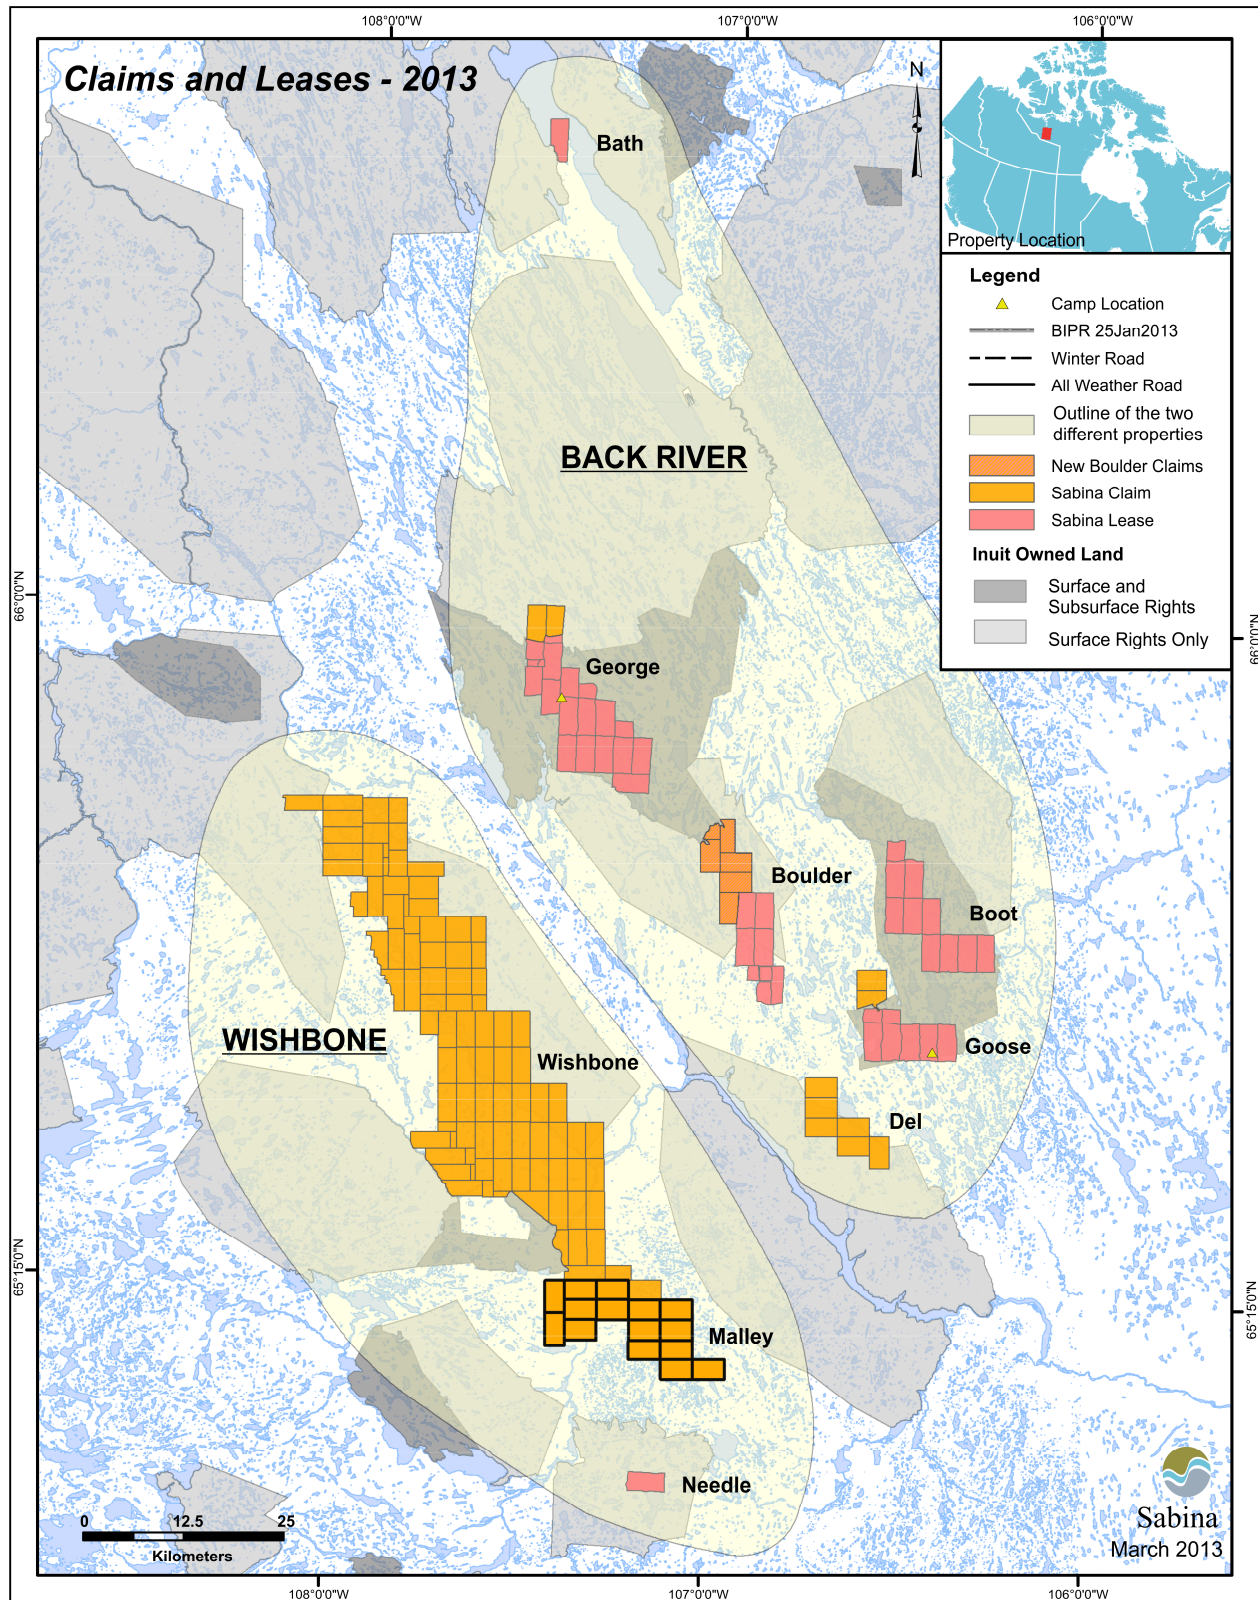 108°0'0"W
107°0'0"W
106°0'0"W
Claims and Leases - 2013
N
Property Location
Bath
Legend
Camp Location
BIPR 25Jan2013
Winter Road
All Weather Road
Outline of the two
different properties
New Boulder Claims
Sabina Claim
Sabina Lease
Inuit Owned Land
Surface and
Subsurface Rights
Surface Rights Only
BACK RIVER
66°0'0"N
66°0'0"N
George
Boulder
Boot
WISHBONE
Wishbone
Goose
Del
65°15'0"N
65°15'0"N
Malley
Needle
0 12.5 25
Kilometers
Sabina
March 2013
108°0'0"W
107°0'0"W
106°0'0"W